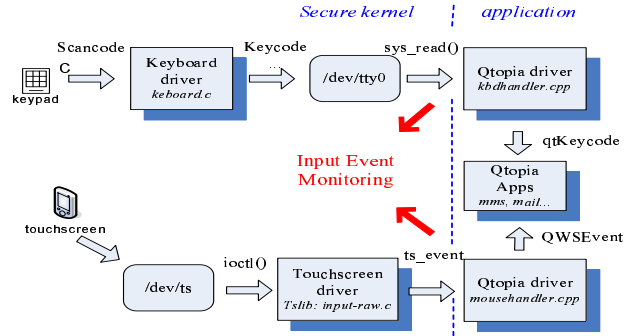 Secure kernel
application
Scancode
C
keypad
Keyboard
driver
keboard.c
Keycode
...
/dev/tty0
sys_read()
Qtopia driver
kbdhandler.cpp
qtKeycode
Input Event
Monitoring
Qtopia
Apps
mms, mail...
touchscreen
QWSEvent
/dev/ts
ioctl()
Touchscreen
driver
Tslib: input-raw.c
ts_event
Qtopia driver
mousehandler.cpp